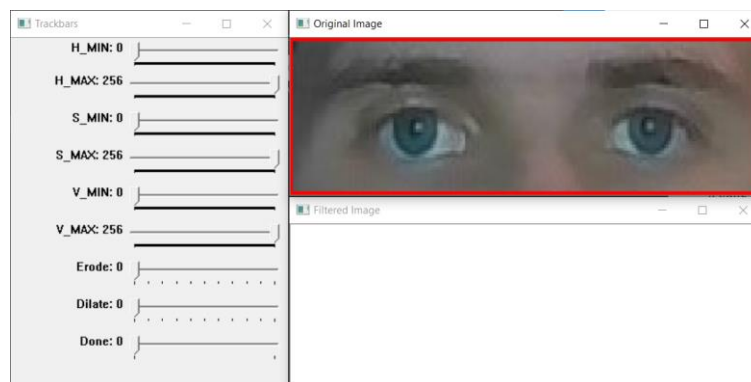 Trackbars
H_MIN: 0
H_MAX: 256
S_MIN: 0
S_MAX: 256
V_MIN: 0
V_MAX: 256
Erode: 0
Dilate: 0
Done: 0
Original Image
Filtered Image